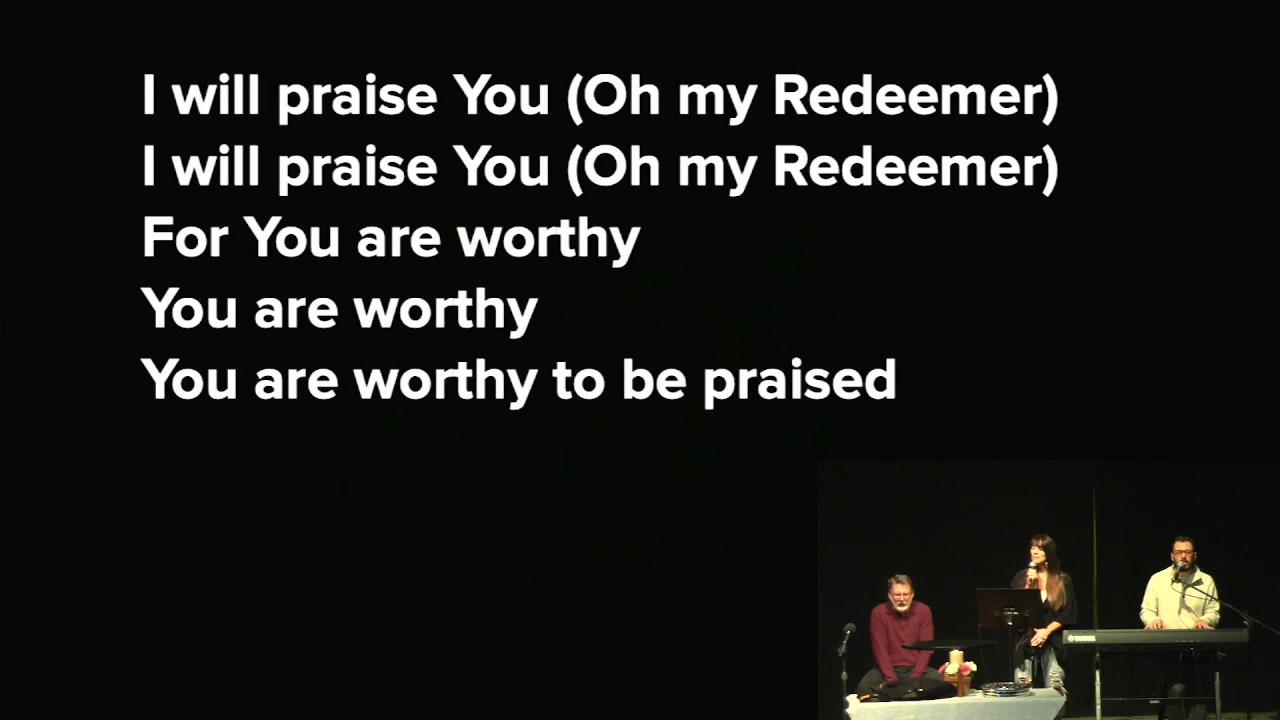 I will praise You (Oh my Redeemer)
I will praise You (Oh my Redeemer)
For You are worthy
You are worthy
You are worthy to be praised